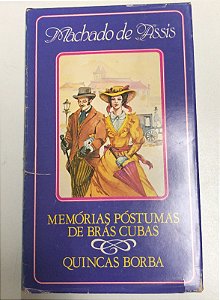 Machado de Assis
MEMÓRIAS PÓSTUMAS
DE BRÁS CUBAS
QUINCAS BORBA